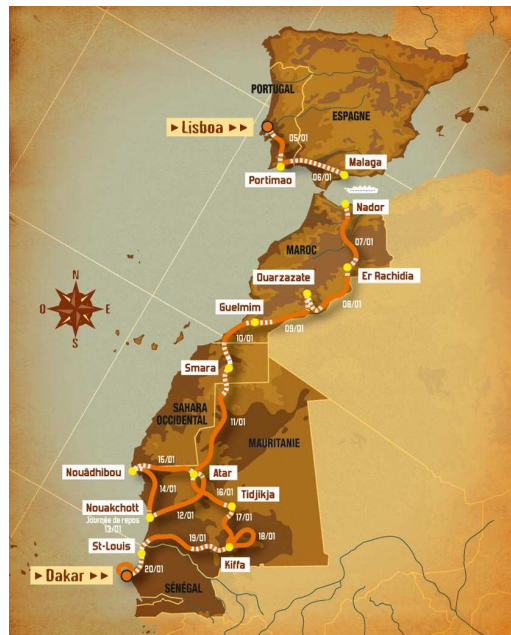 PORTUGAL
ESPAGNE
Lisboa
05/01
Portimao
06/01
Malaga
Nador
07/01
MAROC
Ouarzazate
Er Rachidia
08/01
Guelmim
09/01
10/01
N
O
E
S
Smara
SAHARA
OCCIDENTAL
11/01
MAURITANIE
15/01
Nouâdhibou
Atar
14/01
16/01
Tidjikja
Nouakchott
Journée de repos
13/01
12/01
17/01
18/01
St-Louis
19/01
Kiffa
Dakar
20/01
SÉNÉGAL